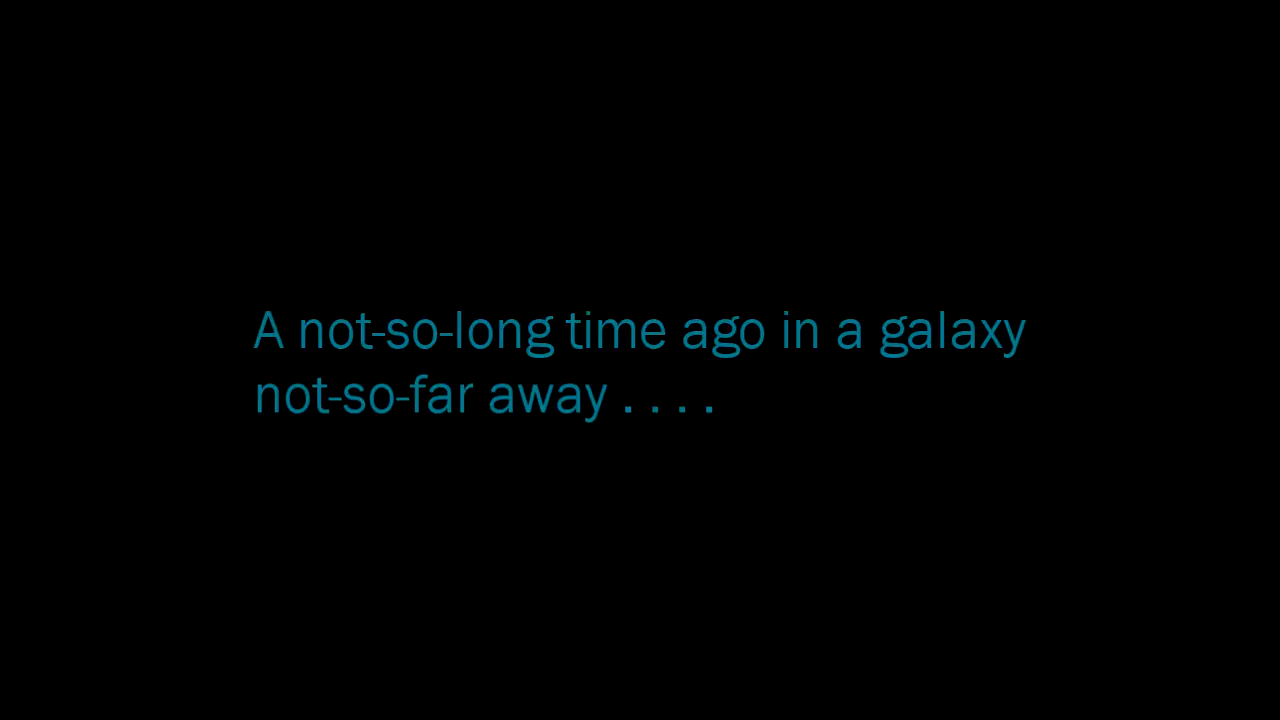 A not-so-long time ago in a galaxy
not-so-far away . . . .